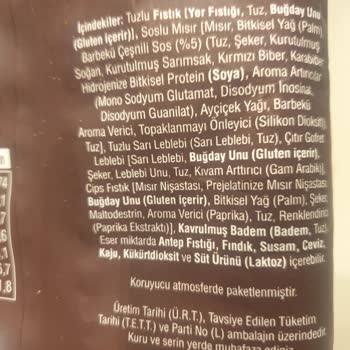 İçindekiler: Tuzlu Fıstık [Yer Fıstığı, Tuz, Buğday Unu
(Gluten içerir)], Soslu Mısır [Mısır, Bitkisel Yağ (Palm)
Barbekü Çeşnili Sos (%5) (Tuz, Şeker, Kurutulmuş
Soğan, Kurutulmuş Sarımsak, Kırmızı Biber, Karabiber
Hidrojenize Bitkisel Protein (Soya), Aroma Artırıcılar
(Mono Sodyum Glutamat, Disodyum İnosinat,
Disodyum Guanilat), Ayçiçek Yağı, Barbekü
Aroma Verici, Topaklanmayı Önleyici (Silikon Dioksit),
Tuz], Tuzlu Sarı Leblebi (Sarı Leblebi, Tuz), Çıtır Gofret
Leblebi [Sarı Leblebi, Buğday Unu (Gluten içerir),
Şeker, Leblebi Unu, Tuz, Kıvam Arttırıcı (Gam Arabik)],
Cips Fıstık [Mısır Nişastası, Prejelatinize Mısır Nişastası,
Buğday Unu (Gluten içerir), Bitkisel Yağ (Palm), Şeker,
Maltodestrin, Aroma Verici (Paprika), Tuz, Renklendirici
(Paprika Ekstraktı)], Kavrulmuş Badem (Badem, Tuz).
Eser miktarda Antep Fıstığı, Fındık, Susam, Ceviz,
Kaju, Kükürtdioksit ve Süt Ürünü (Laktoz) içerebilir.
Koruyucu atmosferde paketlenmiştir.
Üretim Tarihi (Ü.R.T.), Tavsiye Edilen Tüketim
Tarihi (T.E.T.T.) ve Parti No (L) ambalajın üzerindedir.
Kuru ve serin yerde muhafaza ediniz.